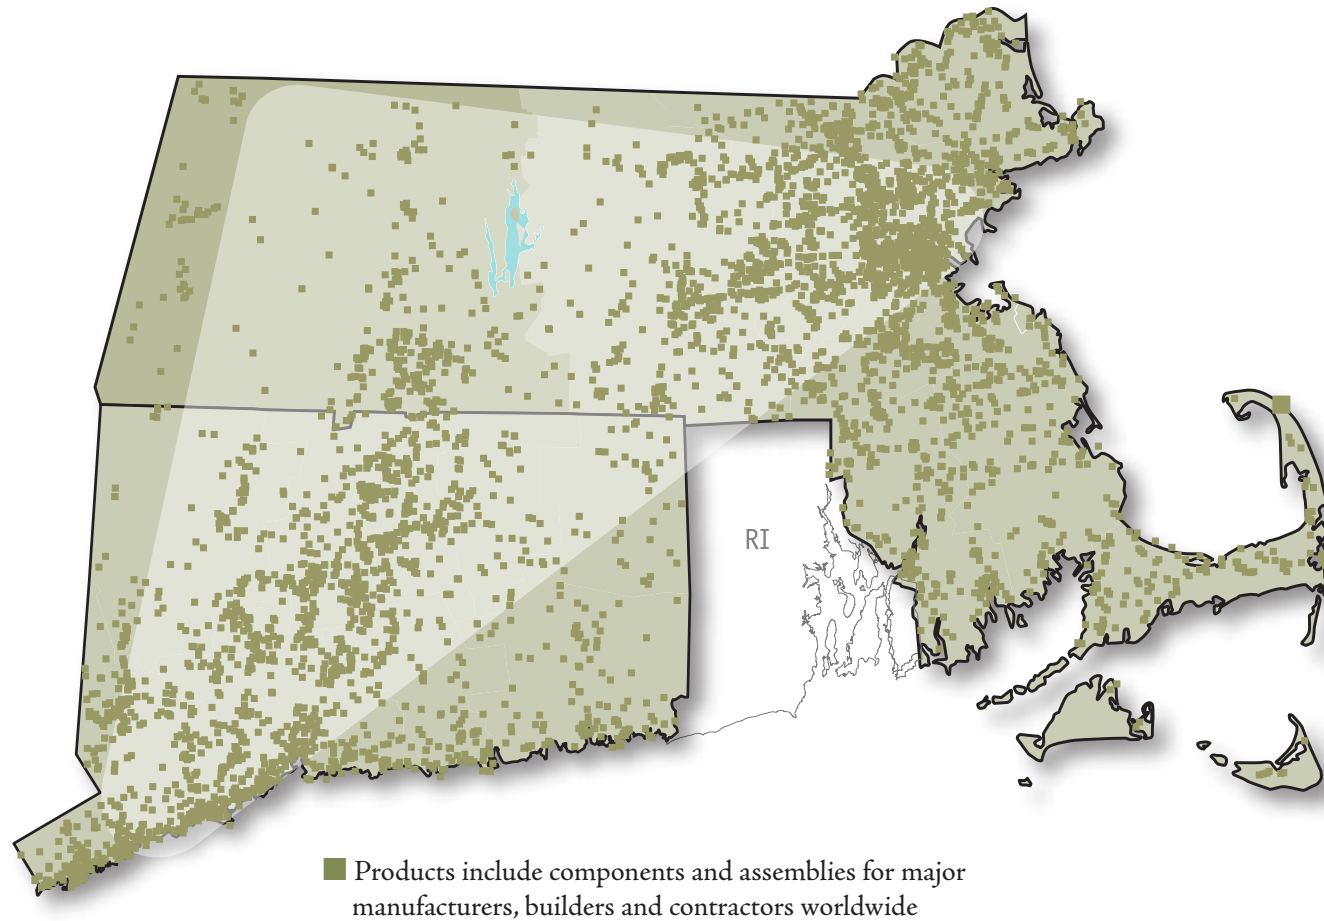 RI
Products include components and assemblies for major
manufacturers, builders and contractors worldwide